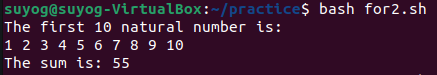 suyog@suyog-VirtualBox:~/practice$ bash for2.sh
The first 10 natural number is:
1 2 3 4 5 6 7 8 9 10
The sum is: 55